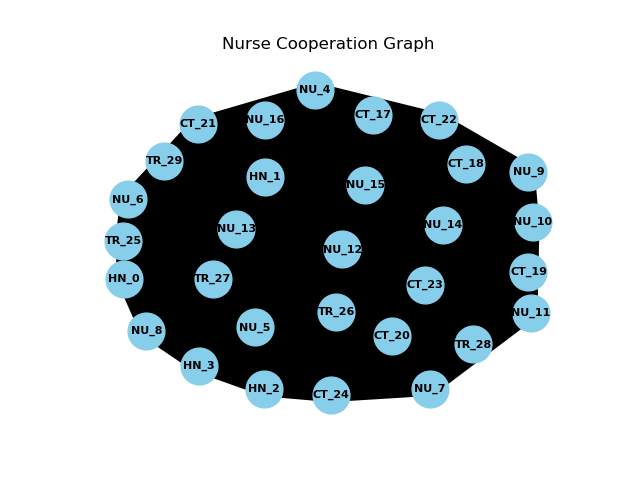 Nurse Cooperation Graph
NU_4
CT_17
CT_21
NU_16
CT_22
TR_29
CT_18
HN_1
NU_15
NU_9
NU_6
NU_13
NU_14
NU_10
TR_25
NU_12
HN_0
TR_27
CT_23
CT_19
TR_26
NU_11
NU_8
NU_5
CT_20
TR_28
HN_3
HN_2
CT_24
NU_7